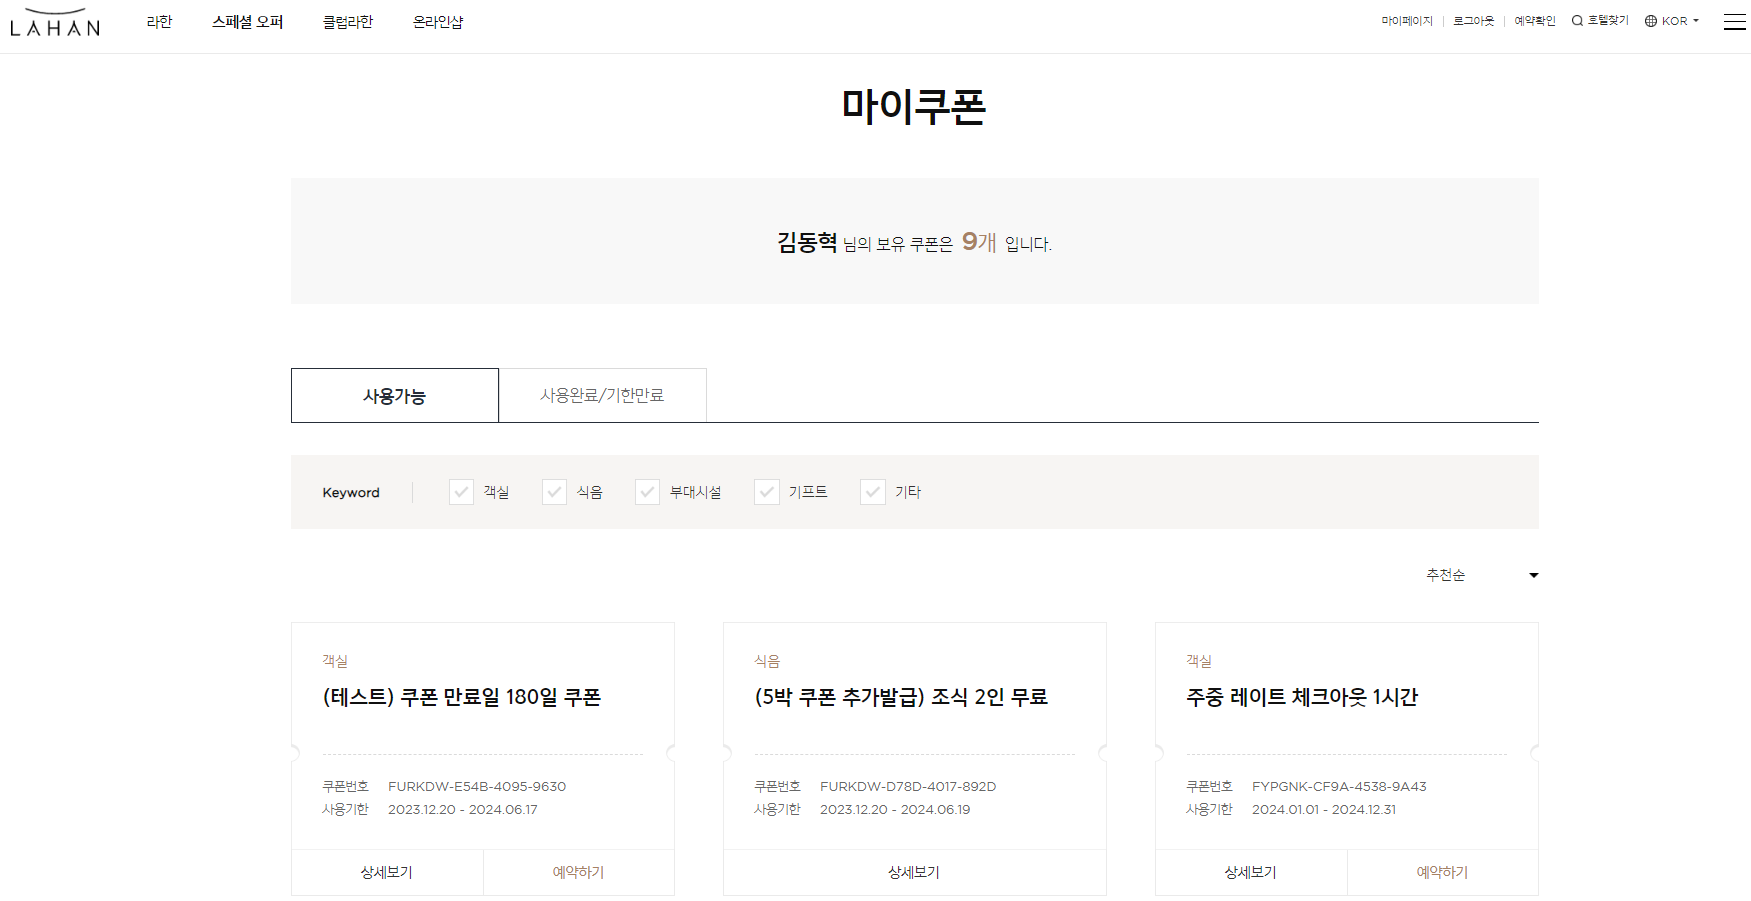 LAHAN 라한 스페셜 오퍼 클럽라한 온라인샵 마이페이지 로그아웃 예약확인 호텔찾기 KOR
마이쿠폰
김동혁 님의 보유 쿠폰은 9개 입니다.
사용가능 사용완료/기한만료
Keyword 객실 식음 부대시설 기프트 기타
추천순
객실
(테스트) 쿠폰 만료일 180일 쿠폰
쿠폰번호 FURKDW-E54B-4095-9630
사용기한 2023.12.20 - 2024.06.17
상세보기 예약하기
식음
(5박 쿠폰 추가발급) 조식 2인 무료
쿠폰번호 FURKDW-D78D-4017-892D
사용기한 2023.12.20 - 2024.06.19
상세보기
객실
주중 레이트 체크아웃 1시간
쿠폰번호 FYPGNK-CF9A-4538-9A43
사용기한 2024.01.01 - 2024.12.31
상세보기 예약하기